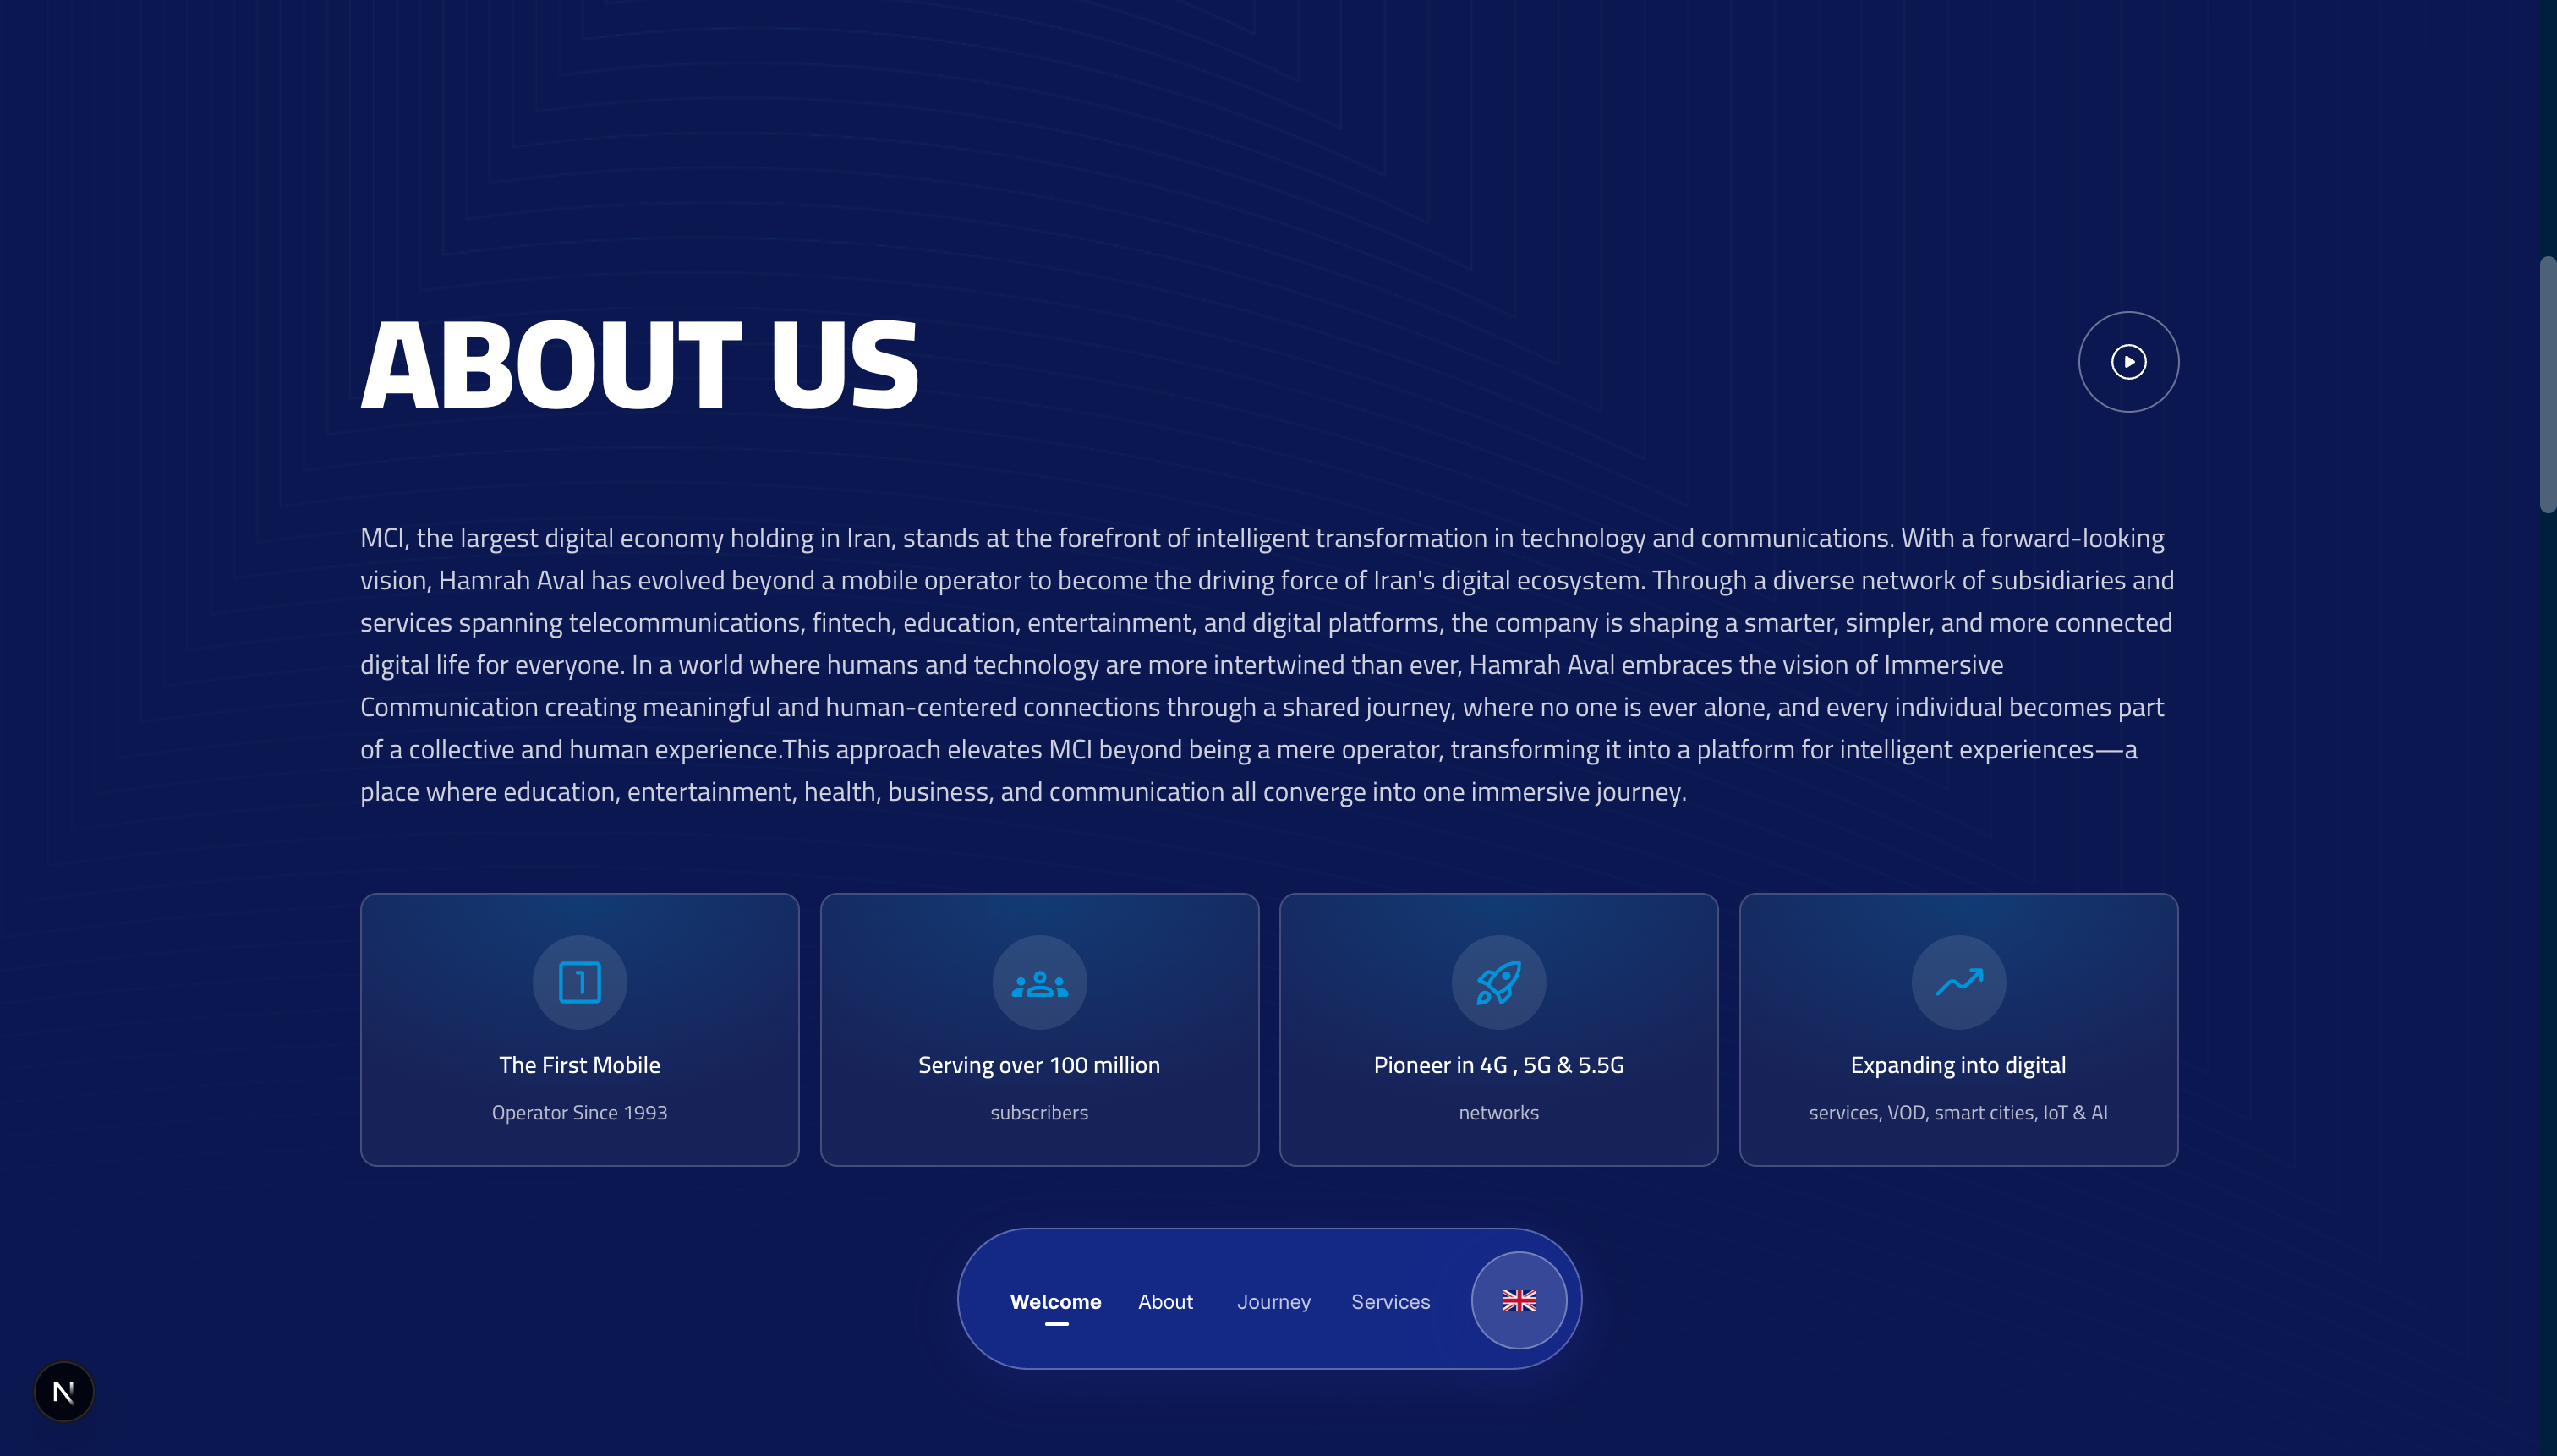 ABOUT US
MCI, the largest digital economy holding in Iran, stands at the forefront of intelligent transformation in technology and communications. With a forward-looking
vision, Hamrah Aval has evolved beyond a mobile operator to become the driving force of Iran's digital ecosystem. Through a diverse network of subsidiaries and
services spanning telecommunications, fintech, education, entertainment, and digital platforms, the company is shaping a smarter, simpler, and more connected
digital life for everyone. In a world where humans and technology are more intertwined than ever, Hamrah Aval embraces the vision of Immersive
Communication creating meaningful and human-centered connections through a shared journey, where no one is ever alone, and every individual becomes part
of a collective and human experience.This approach elevates MCI beyond being a mere operator, transforming it into a platform for intelligent experiences—a
place where education, entertainment, health, business, and communication all converge into one immersive journey.
1
The First Mobile
Operator Since 1993
Serving over 100 million
subscribers
Pioneer in 4G , 5G & 5.5G
networks
Expanding into digital
services, VOD, smart cities, IoT & AI
Welcome About Journey Services
N